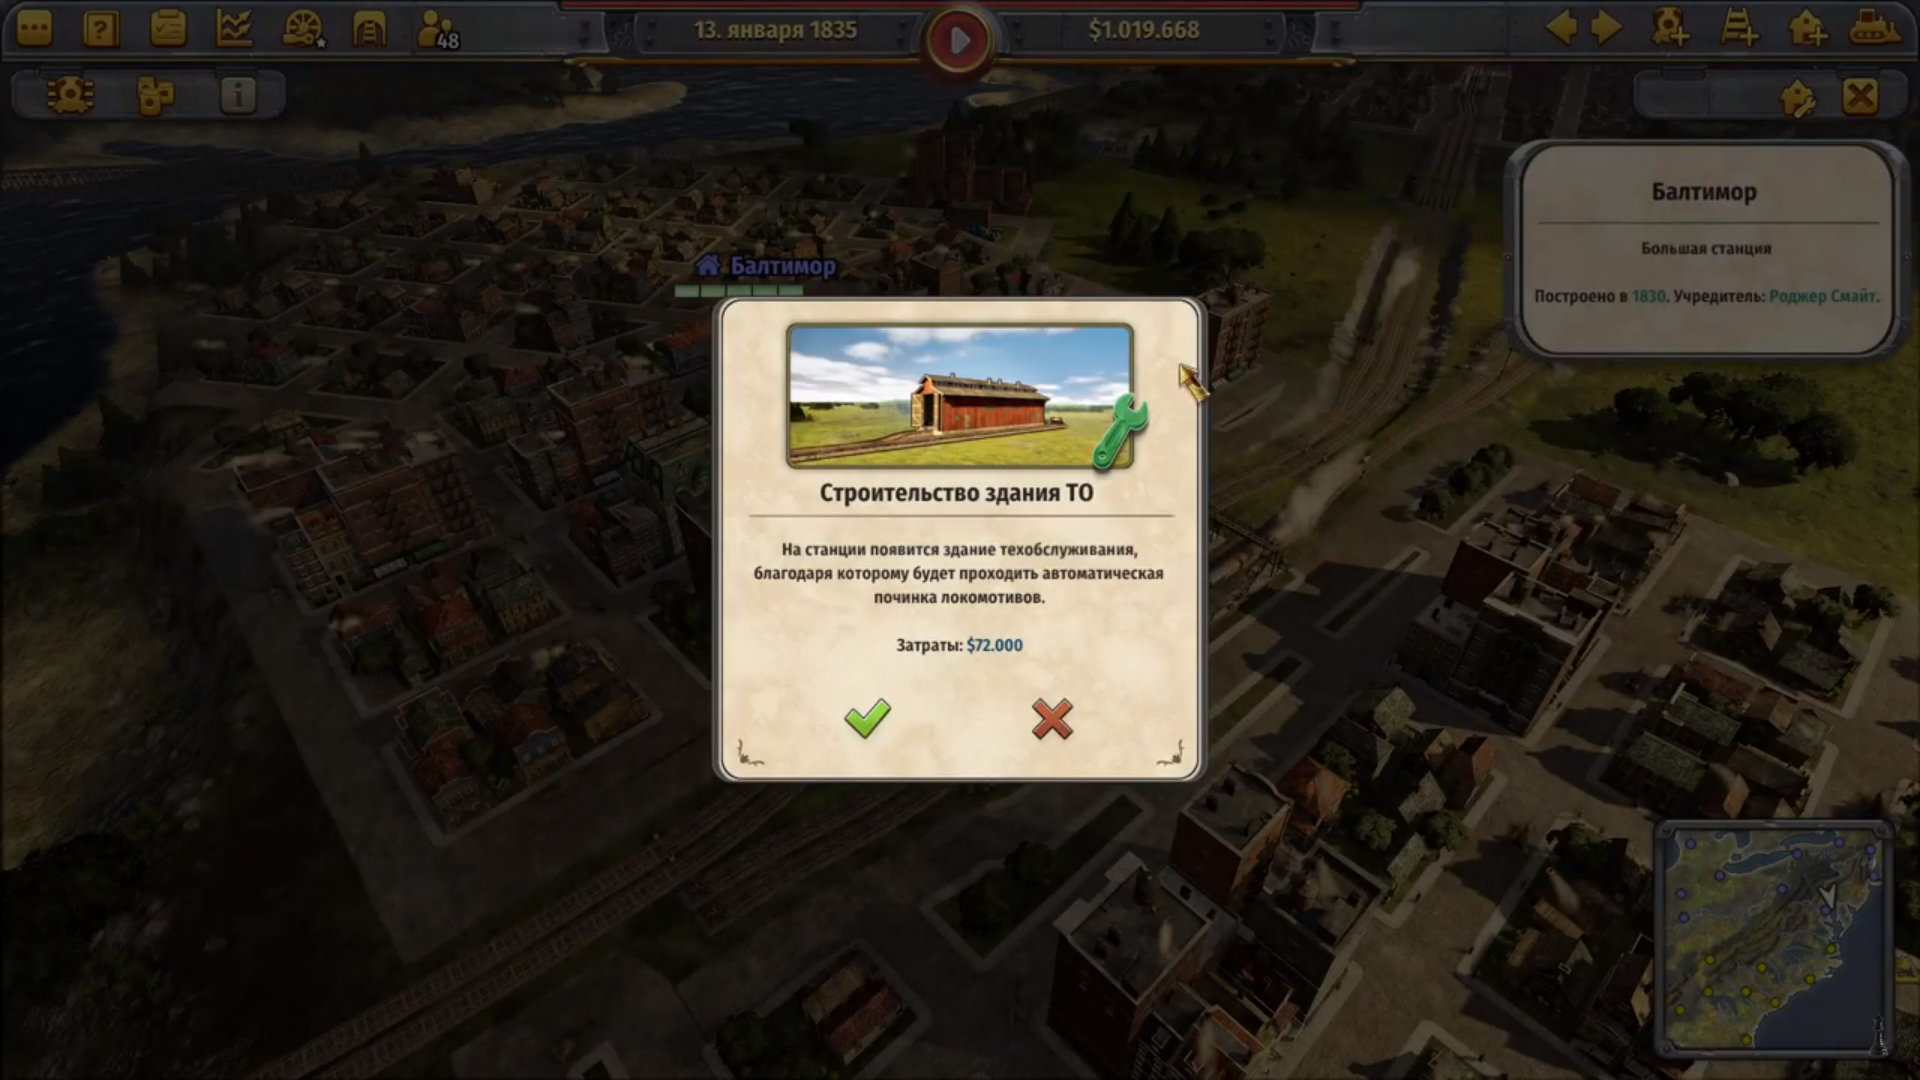 48
13. января 1835
$1.019.668
Балтимор
Большая станция
Построено в 1830. Учредитель: Роджер Смайт.
Балтимор
Строительство здания ТО
На станции появится здание техобслуживания,
благодаря которому будет проходить автоматическая
починка локомотивов.
Затраты: $72.000